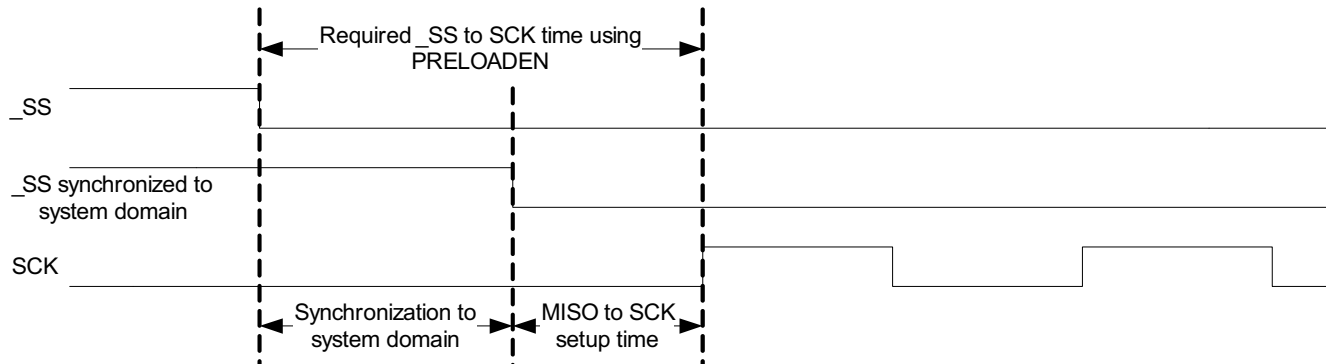 Required _SS to SCK time using
PRELOADEN
_SS
_SS synchronized to
system domain
SCK
Synchronization to
system domain
MISO to SCK
setup time